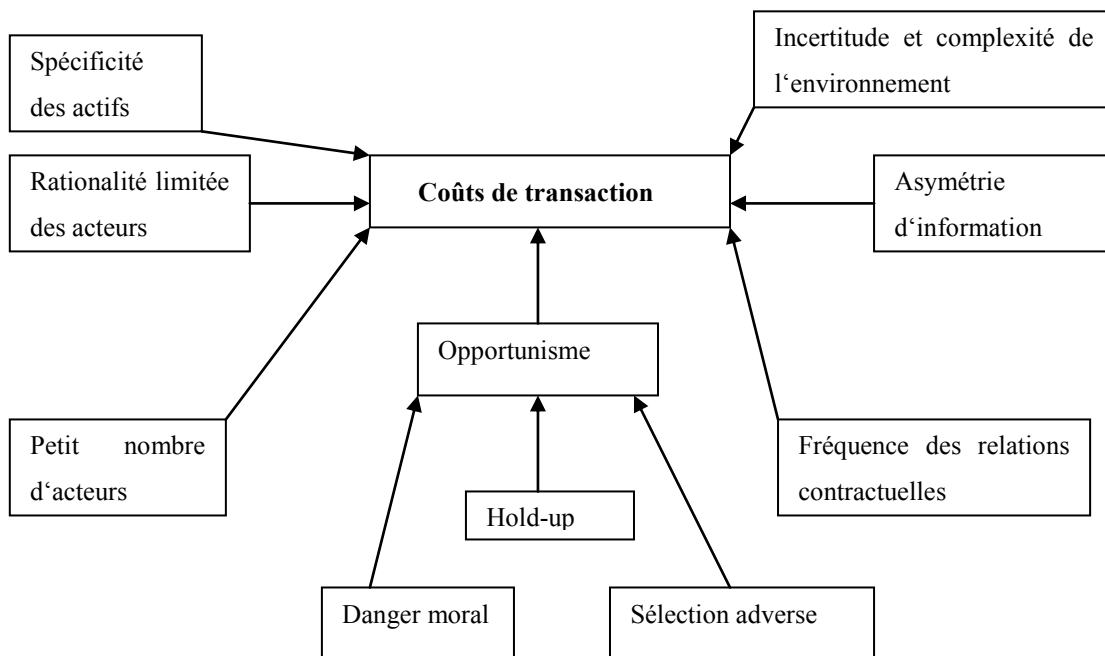 Spécificité
des actifs
Incertitude et complexité de
l‘environnement
Rationalité limitée
des acteurs
Coûts de transaction
Asymétrie
d‘information
Opportunisme
Petit nombre
d‘acteurs
Fréquence des relations
contractuelles
Hold-up
Danger moral
Sélection adverse